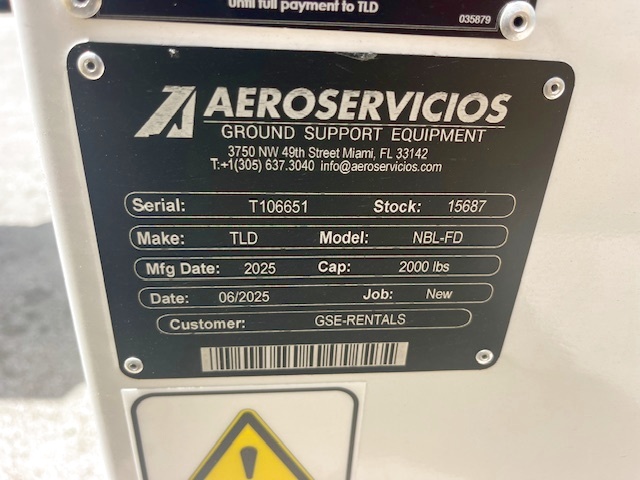 Until full payment to TLD
035879
AEROSERVICIOS
GROUND SUPPORT EQUIPMENT
3750 NW 49th Street Miami, FL 33142
T:+1(305) 637.3040 info@aeroservicios.com
Serial: T106651 Stock: 15687
Make: TLD Model: NBL-FD
Mfg Date: 2025 Cap: 2000 lbs
Date: 06/2025 Job: New
Customer: GSE-RENTALS
!